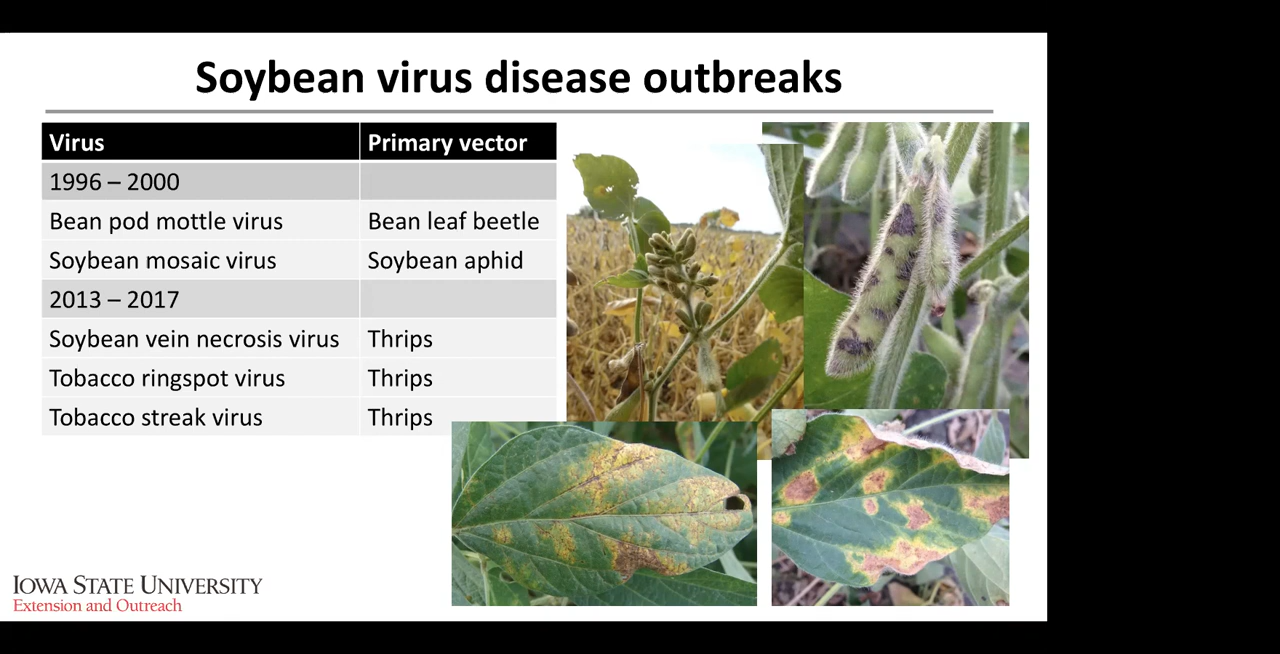 Soybean virus disease outbreaks
Virus Primary vector
1996 – 2000
Bean pod mottle virus Bean leaf beetle
Soybean mosaic virus Soybean aphid
2013 – 2017
Soybean vein necrosis virus Thrips
Tobacco ringspot virus Thrips
Tobacco streak virus Thrips
IOWA STATE UNIVERSITY
Extension and Outreach